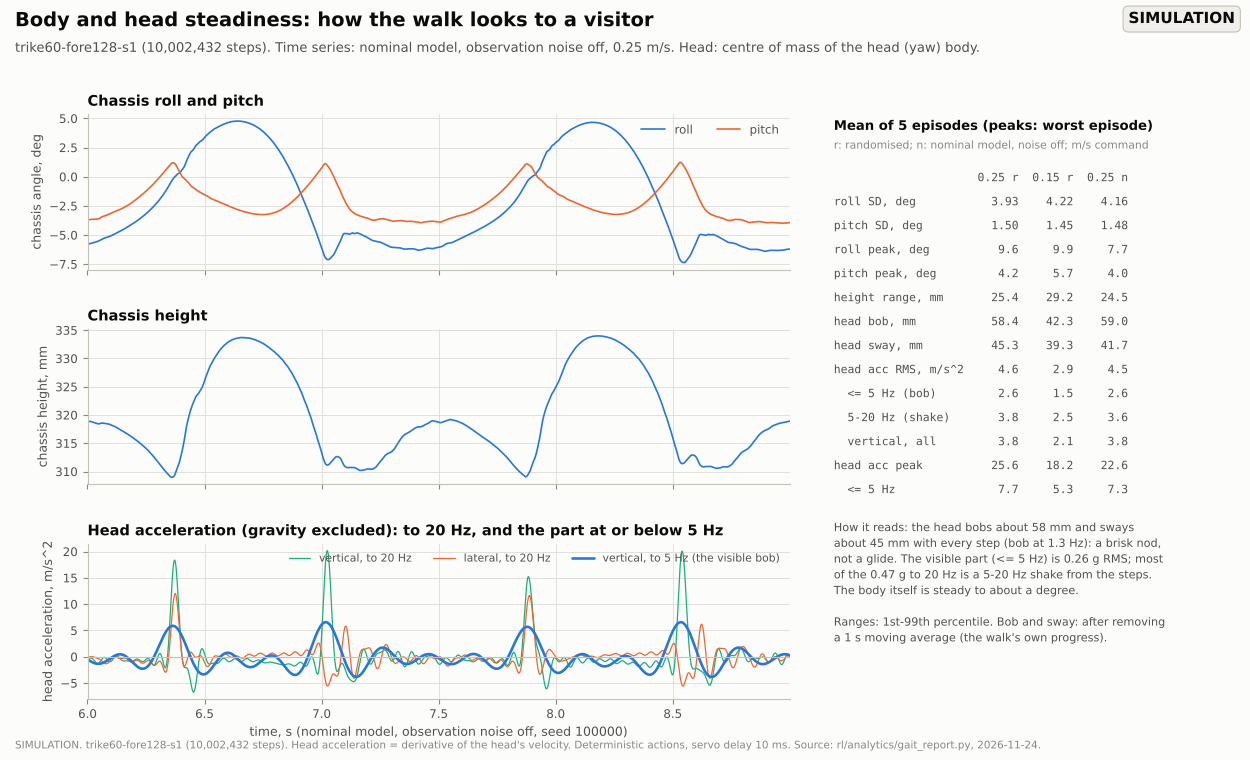 Body and head steadiness: how the walk looks to a visitor
SIMULATION
trike60-fore128-s1 (10,002,432 steps). Time series: nominal model, observation noise off, 0.25 m/s. Head: centre of mass of the head (yaw) body.
Chassis roll and pitch
roll
pitch
chassis angle, deg
5.0
2.5
0.0
−2.5
−5.0
−7.5
Chassis height
chassis height, mm
335
330
325
320
315
310
Head acceleration (gravity excluded): to 20 Hz, and the part at or below 5 Hz
vertical, to 20 Hz
lateral, to 20 Hz
vertical, to 5 Hz (the visible bob)
head acceleration, m/s^2
20
15
10
5
0
−5
6.0 6.5 7.0 7.5 8.0 8.5
time, s (nominal model, observation noise off, seed 100000)
Mean of 5 episodes (peaks: worst episode)
r: randomised; n: nominal model, noise off; m/s command
0.25 r 0.15 r 0.25 n
roll SD, deg 3.93 4.22 4.16
pitch SD, deg 1.50 1.45 1.48
roll peak, deg 9.6 9.9 7.7
pitch peak, deg 4.2 5.7 4.0
height range, mm 25.4 29.2 24.5
head bob, mm 58.4 42.3 59.0
head sway, mm 45.3 39.3 41.7
head acc RMS, m/s^2 4.6 2.9 4.5
<= 5 Hz (bob) 2.6 1.5 2.6
5-20 Hz (shake) 3.8 2.5 3.6
vertical, all 3.8 2.1 3.8
head acc peak 25.6 18.2 22.6
<= 5 Hz 7.7 5.3 7.3
How it reads: the head bobs about 58 mm and sways
about 45 mm with every step (bob at 1.3 Hz): a brisk nod,
not a glide. The visible part (<= 5 Hz) is 0.26 g RMS; most
of the 0.47 g to 20 Hz is a 5-20 Hz shake from the steps.
The body itself is steady to about a degree.
Ranges: 1st-99th percentile. Bob and sway: after removing
a 1 s moving average (the walk's own progress).
SIMULATION. trike60-fore128-s1 (10,002,432 steps). Head acceleration = derivative of the head's velocity. Deterministic actions, servo delay 10 ms. Source: rl/analytics/gait_report.py, 2026-11-24.